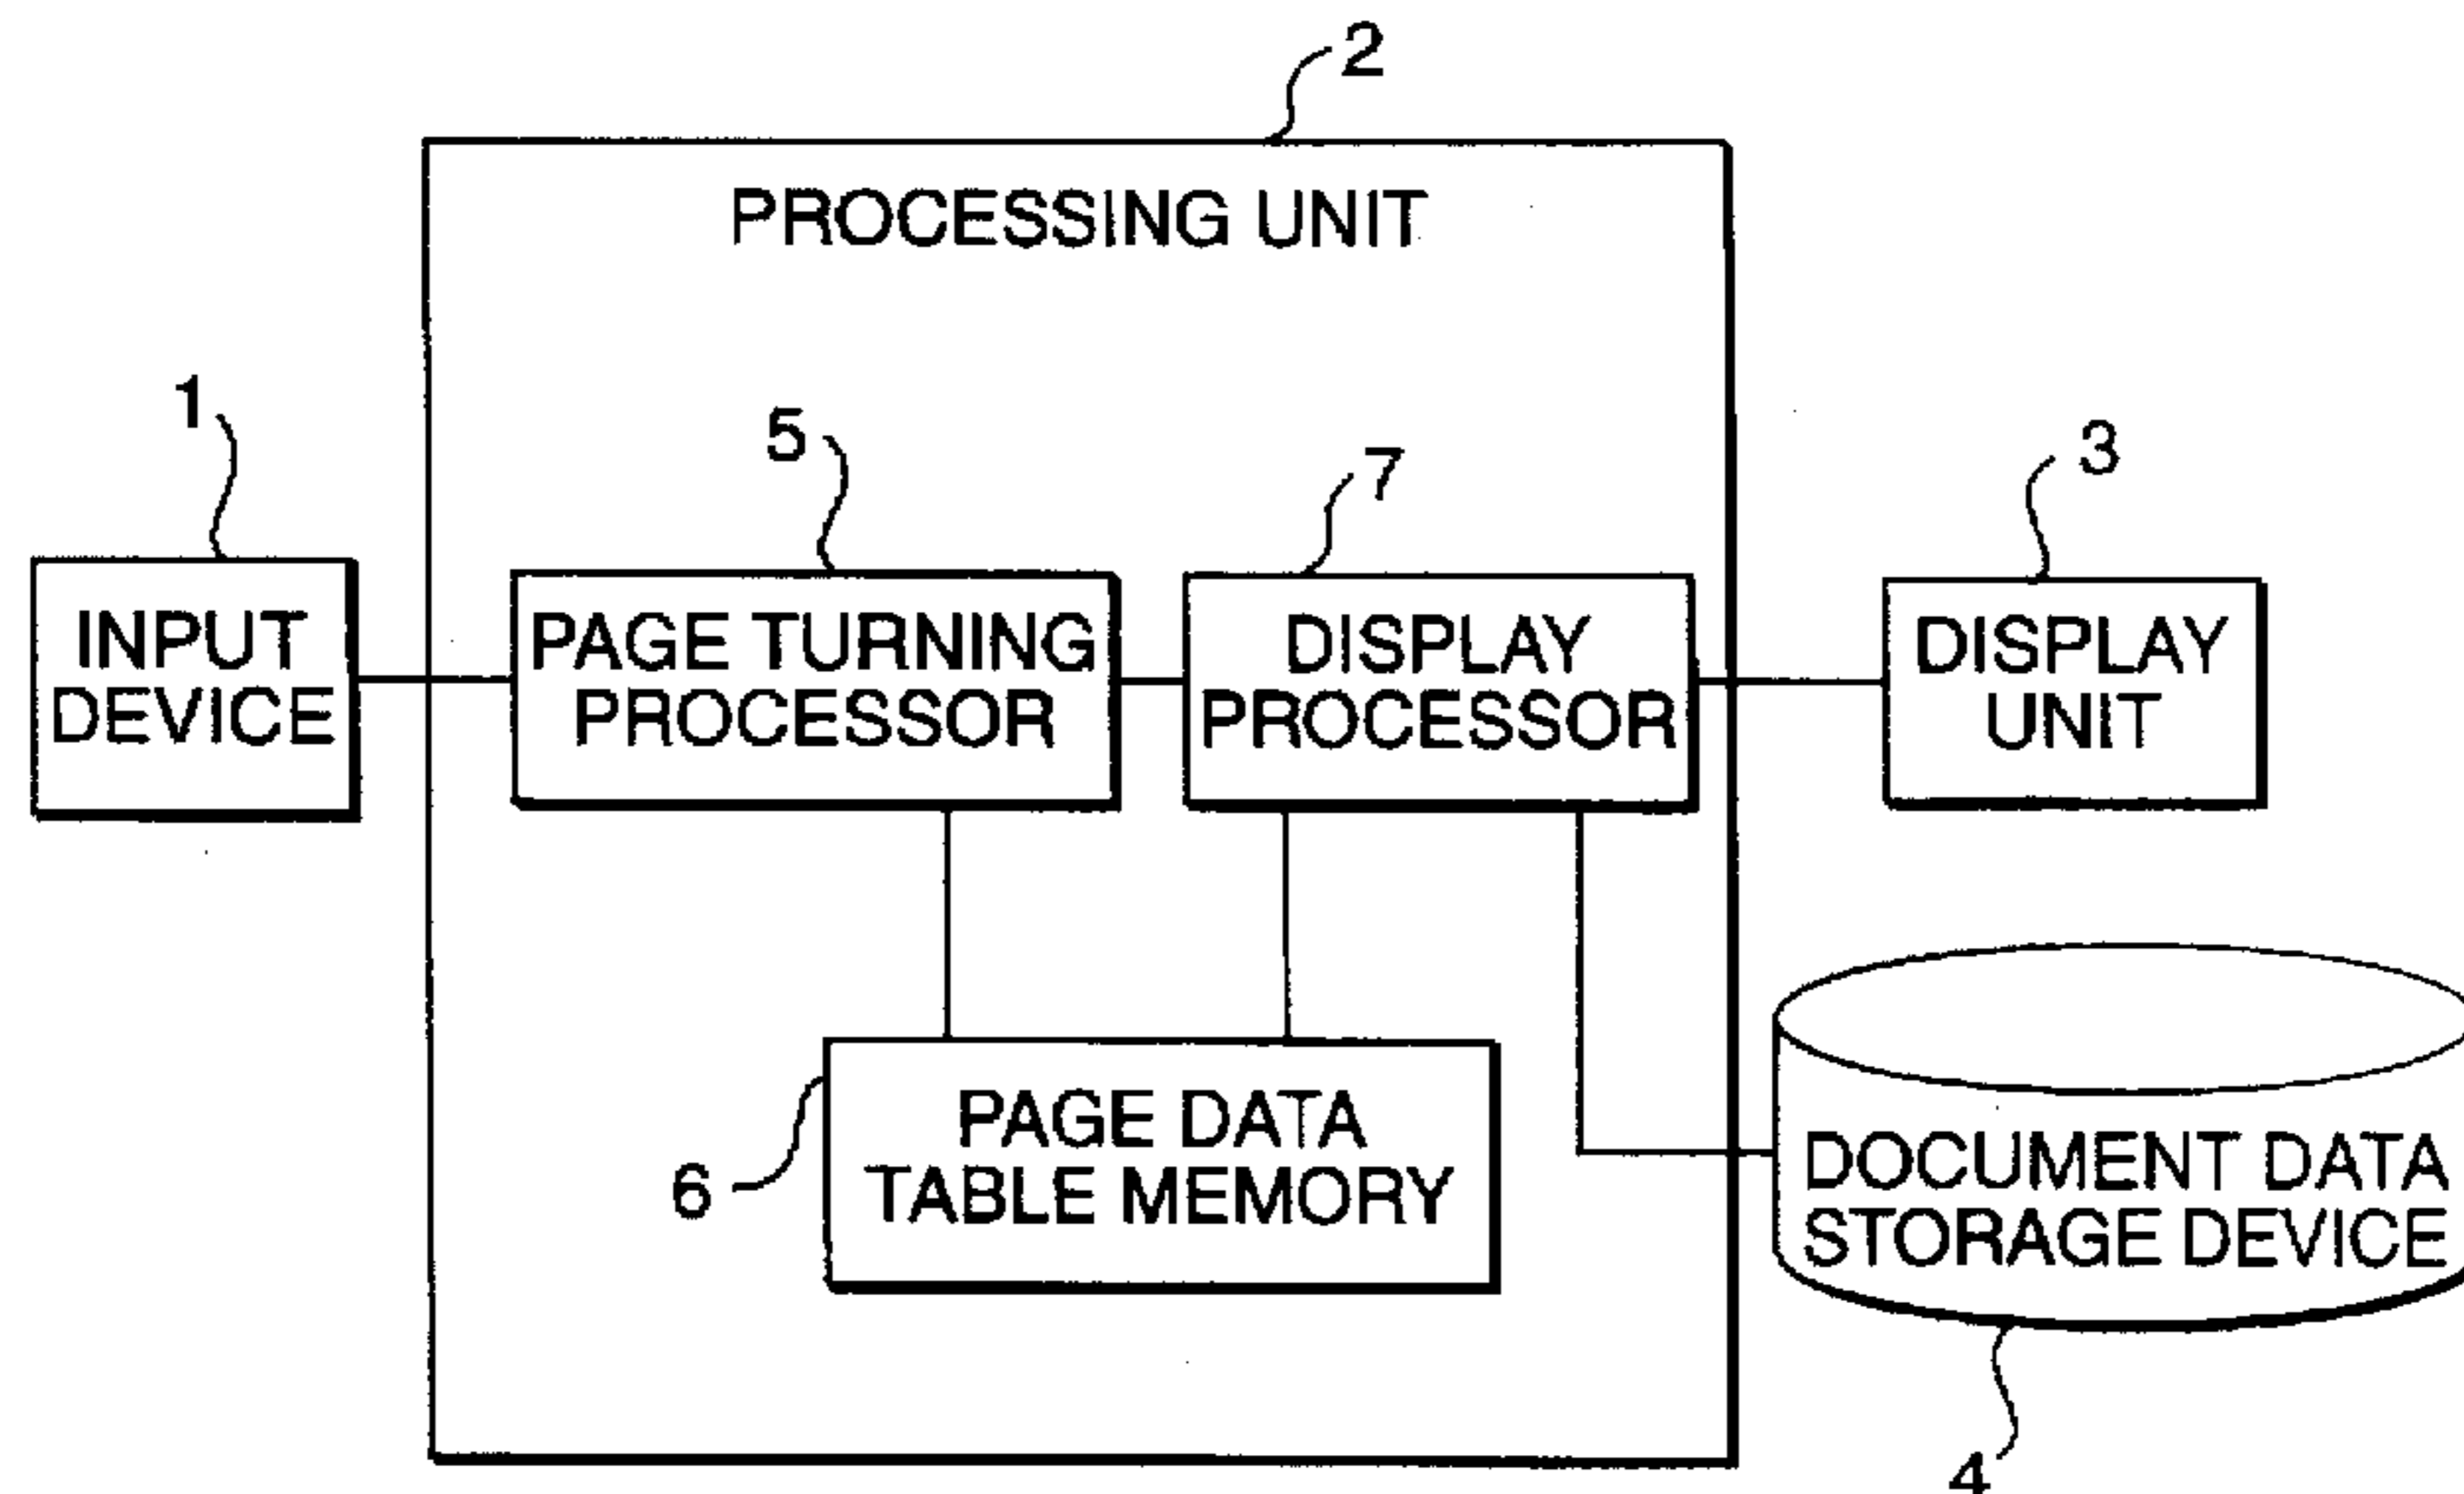 2
PROCESSING UNIT
1
5
7
3
INPUT
DEVICE
PAGE TURNING
PROCESSOR
DISPLAY
PROCESSOR
DISPLAY
UNIT
6
PAGE DATA
TABLE MEMORY
DOCUMENT DATA
STORAGE DEVICE
4